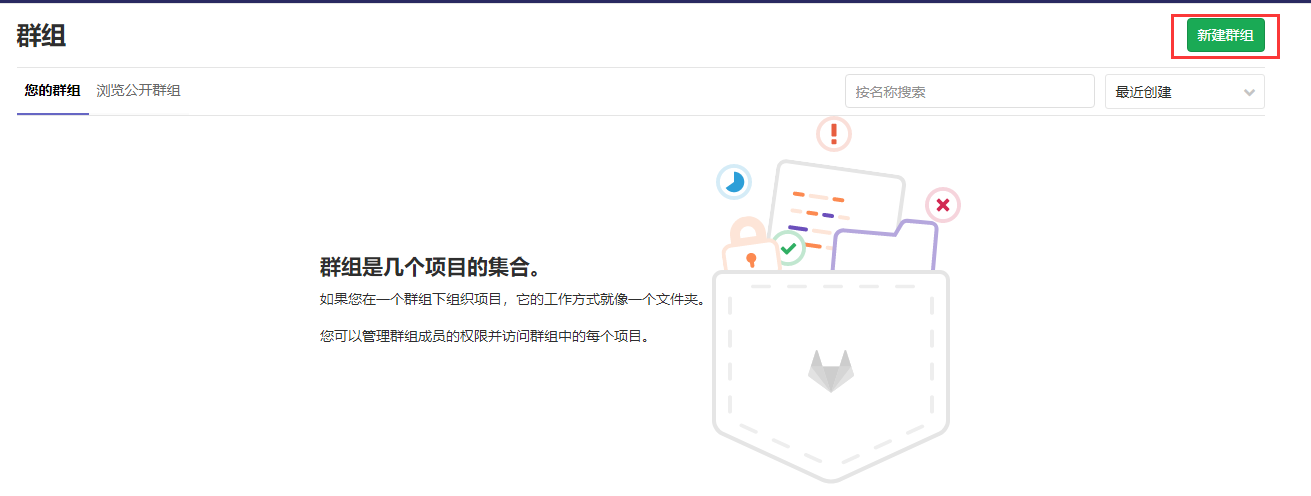 群组
新建群组
您的群组 浏览公开群组 按名称搜索 最近创建
群组是几个项目的集合。
如果您在一个群组下组织项目，它的工作方式就像一个文件夹。
您可以管理群组成员的权限并访问群组中的每个项目。